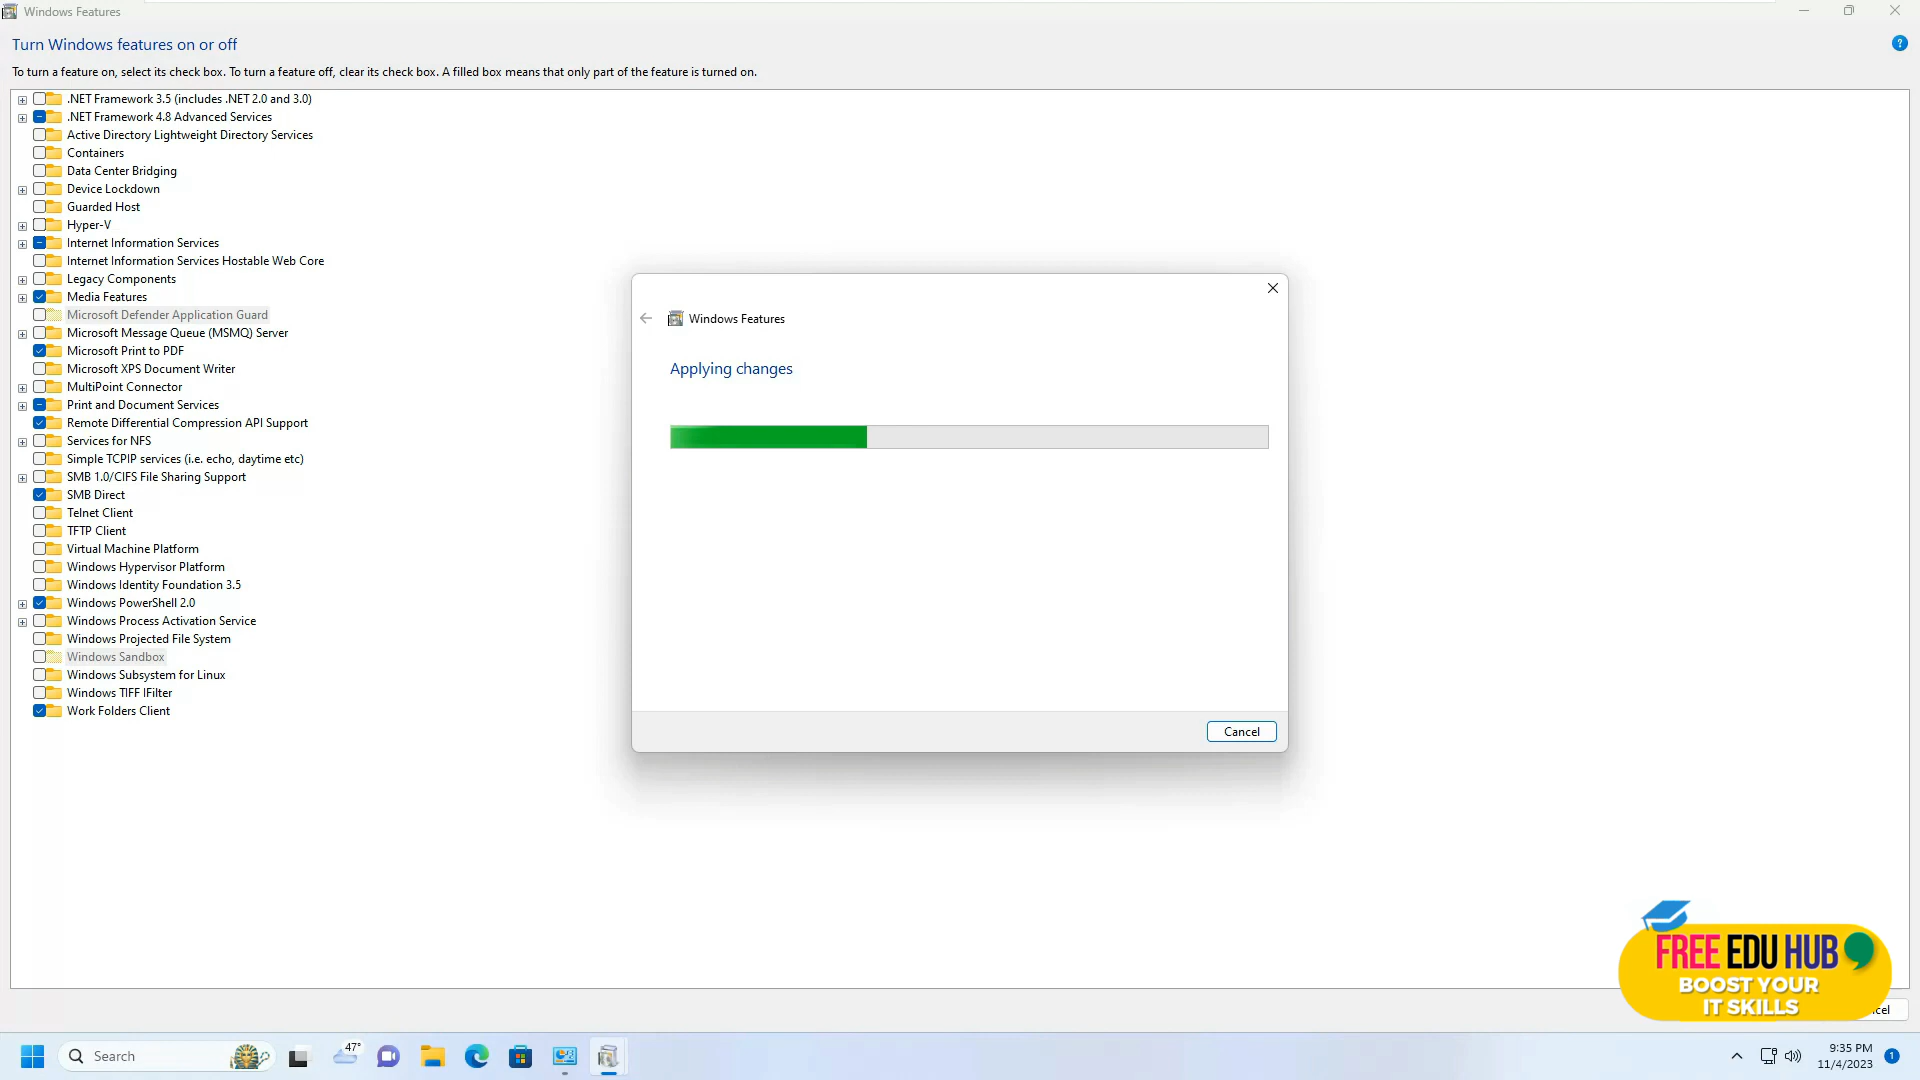 Windows Features
Turn Windows features on or off
To turn a feature on, select its check box. To turn a feature off, clear its check box. A filled box means that only part of the feature is turned on.
.NET Framework 3.5 (includes .NET 2.0 and 3.0)
.NET Framework 4.8 Advanced Services
Active Directory Lightweight Directory Services
Containers
Data Center Bridging
Device Lockdown
Guarded Host
Hyper-V
Internet Information Services
Internet Information Services Hostable Web Core
Legacy Components
Media Features
Microsoft Defender Application Guard
Microsoft Message Queue (MSMQ) Server
Microsoft Print to PDF
Microsoft XPS Document Writer
MultiPoint Connector
Print and Document Services
Remote Differential Compression API Support
Services for NFS
Simple TCPIP services (i.e. echo, daytime etc)
SMB 1.0/CIFS File Sharing Support
SMB Direct
Telnet Client
TFTP Client
Virtual Machine Platform
Windows Hypervisor Platform
Windows Identity Foundation 3.5
Windows PowerShell 2.0
Windows Process Activation Service
Windows Projected File System
Windows Sandbox
Windows Subsystem for Linux
Windows TIFF IFilter
Work Folders Client
Windows Features
Applying changes
Cancel
FREE EDU HUB
BOOST YOUR
IT SKILLS
cel
Search
47°
9:35 PM
11/4/2023
1